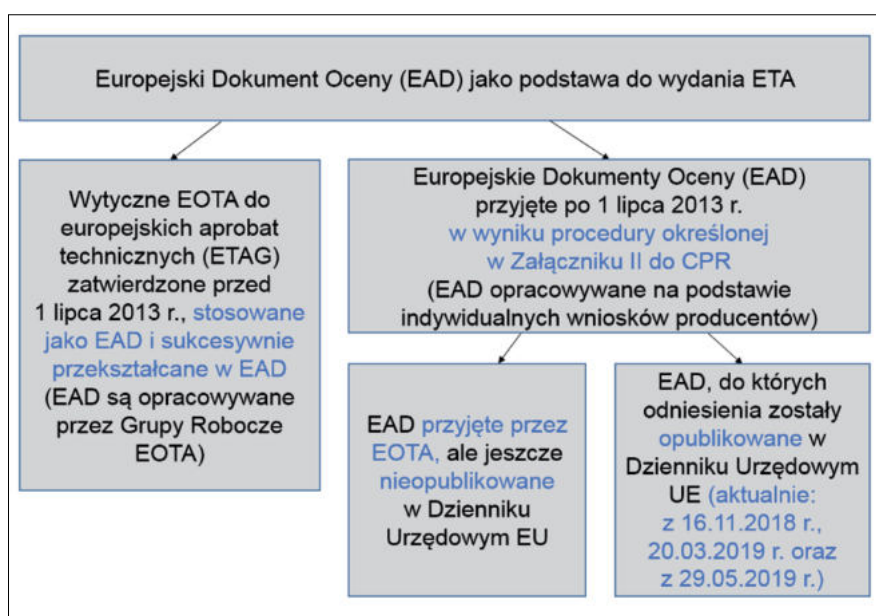 Europejski Dokument Oceny (EAD) jako podstawa do wydania ETA
Wytyczne EOTA do
europejskich aprobat
technicznych (ETAG)
zatwierdzone przed
1 lipca 2013 r., stosowane
jako EAD i sukcesywnie
przekształcane w EAD
(EAD są opracowywane
przez Grupy Robocze
EOTA)
Europejskie Dokumenty Oceny (EAD)
przyjęte po 1 lipca 2013 r.
w wyniku procedury określonej
w Załączniku II do CPR
(EAD opracowywane na podstawie
indywidualnych wniosków producentów)
EAD przyjęte przez
EOTA, ale jeszcze
nieopublikowane
w Dzienniku
Urzędowym EU
EAD, do których
odniesienia zostały
opublikowane w
Dzienniku Urzędowym
UE (aktualnie:
z 16.11.2018 r.,
20.03.2019 r. oraz
z 29.05.2019 r.)